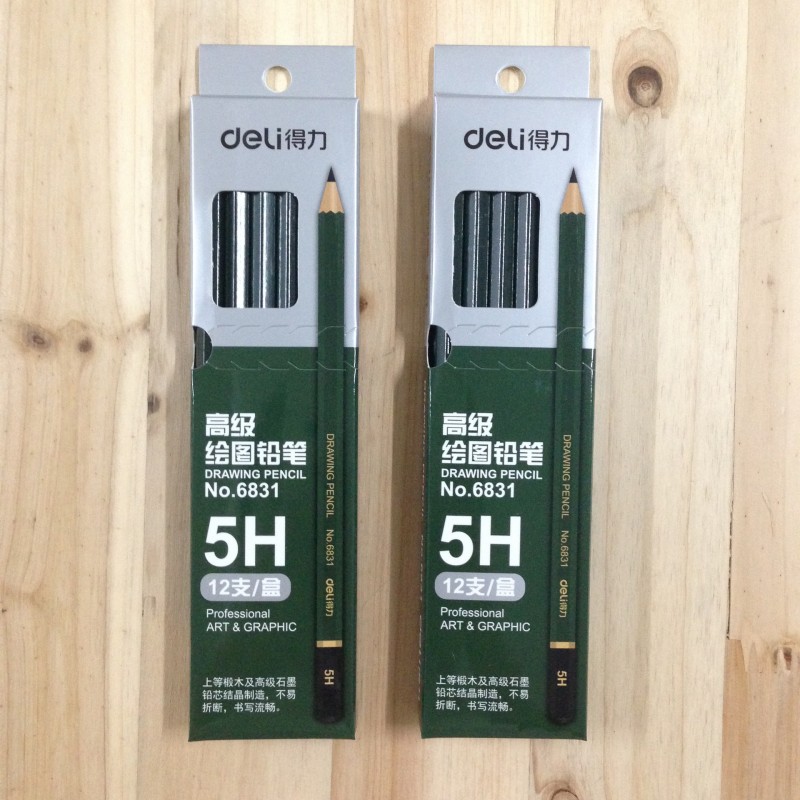 deli得力
高级
绘图铅笔
DRAWING PENCIL
No.6831
5H
12支/盒
Professional
ART & GRAPHIC
上等椴木及高级石墨
铅芯结晶制造，不易
折断，书写流畅。
DRAWING PENCIL No.6831 deli得力
5H
deli得力
高级
绘图铅笔
DRAWING PENCIL
No.6831
5H
12支/盒
Professional
ART & GRAPHIC
上等椴木及高级石墨
铅芯结晶制造，不易
折断，书写流畅。
DRAWING PENCIL No.6831 deli得力
5H